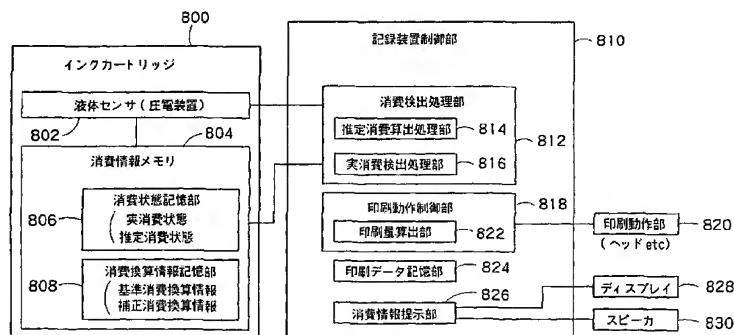 800
インクカートリッジ
液体センサ(圧電装置)
802
804
消費情報メモリ
806
消費状態記憶部
実消費状態
推定消費状態
808
消費換算情報記憶部
基準消費換算情報
補正消費換算情報
記録装置制御部
810
消費検出処理部
推定消費算出処理部
814
812
実消費検出処理部
816
印刷動作制御部
818
印刷量算出部
822
印刷動作部
820
(ヘッドetc)
印刷データ記憶部
824
消費情報提示部
826
ディスプレイ
828
スピーカ
830